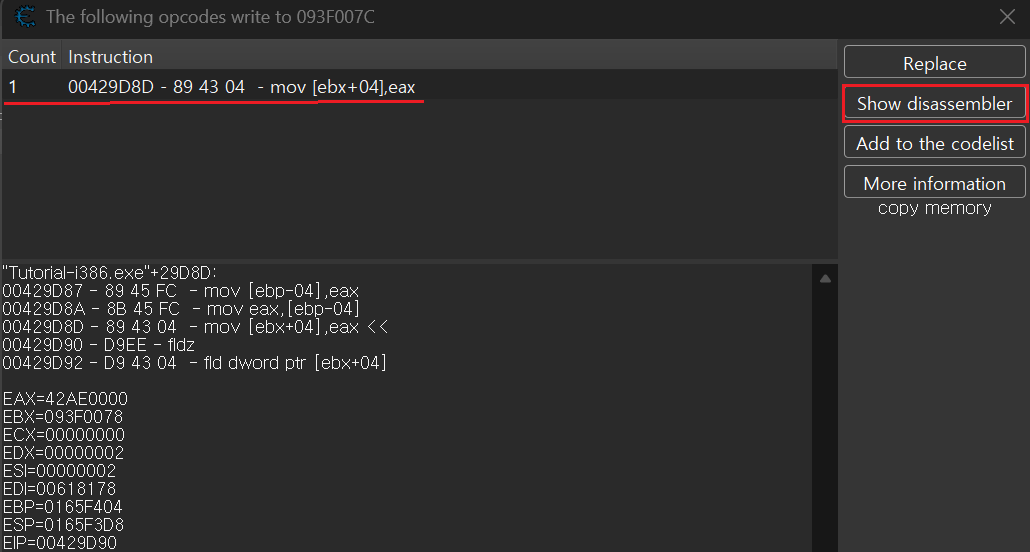 The following opcodes write to 093F007C
Count Instruction
1 00429D8D - 89 43 04 - mov [ebx+04],eax
Replace
Show disassembler
Add to the codelist
More information
copy memory
"Tutorial-i386.exe"+29D8D:
00429D87 - 89 45 FC - mov [ebp-04],eax
00429D8A - 8B 45 FC - mov eax,[ebp-04]
00429D8D - 89 43 04 - mov [ebx+04],eax <<
00429D90 - D9EE - fldz
00429D92 - D9 43 04 - fld dword ptr [ebx+04]
EAX=42AE0000
EBX=093F0078
ECX=00000000
EDX=00000002
ESI=00000002
EDI=00618178
EBP=0165F404
ESP=0165F3D8
EIP=00429D90